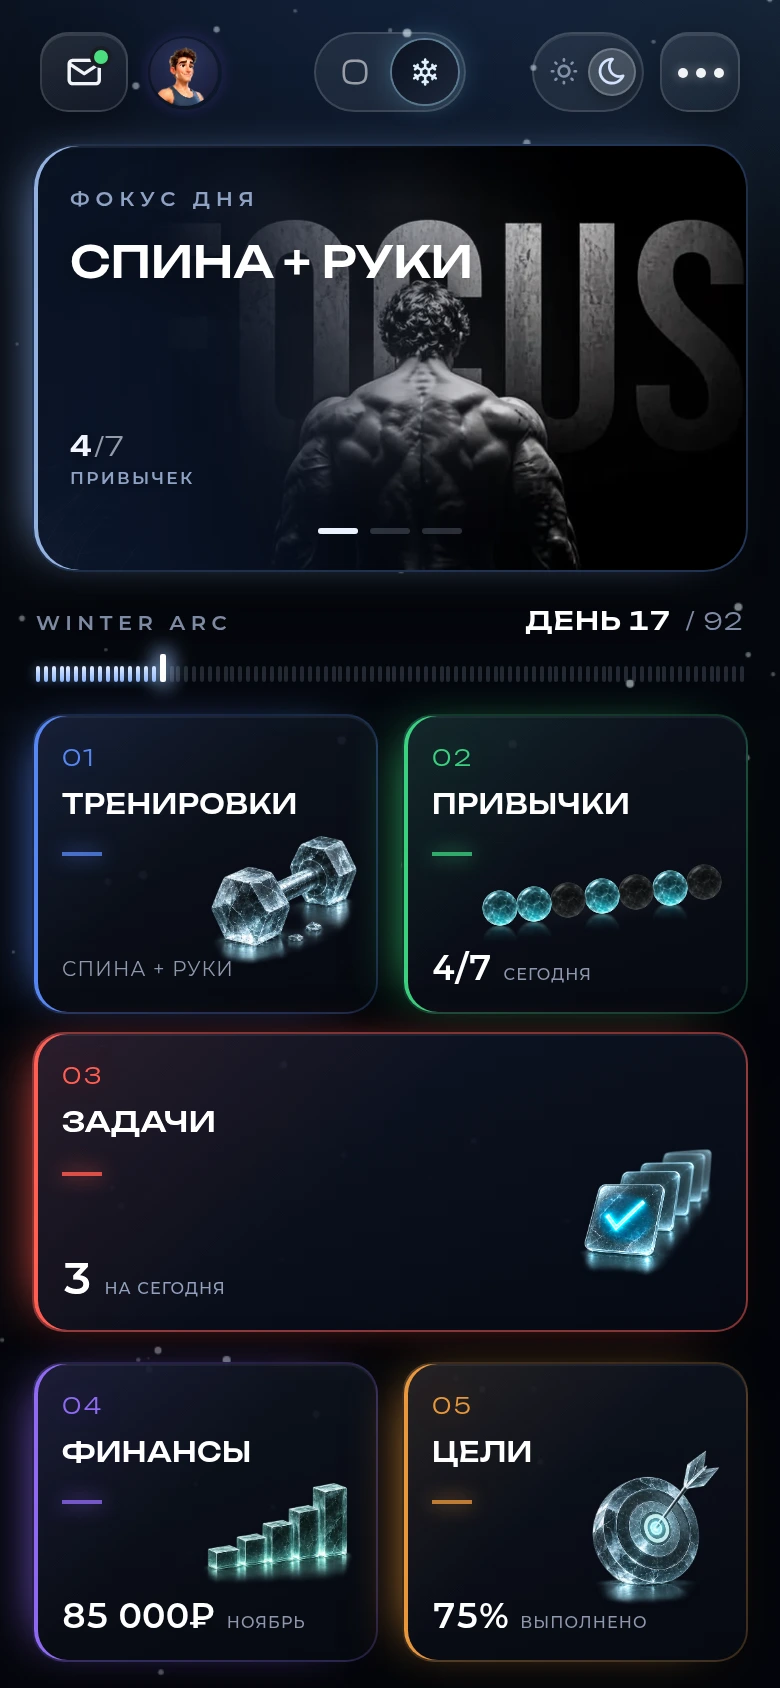 ФОКУС ДНЯ
FOCUS
СПИНА + РУКИ
4/7
ПРИВЫЧЕК
WINTER ARC
ДЕНЬ 17 / 92
01
ТРЕНИРОВКИ
СПИНА + РУКИ
02
ПРИВЫЧКИ
4/7 СЕГОДНЯ
03
ЗАДАЧИ
3 НА СЕГОДНЯ
04
ФИНАНСЫ
85 000₽ НОЯБРЬ
05
ЦЕЛИ
75% ВЫПОЛНЕНО